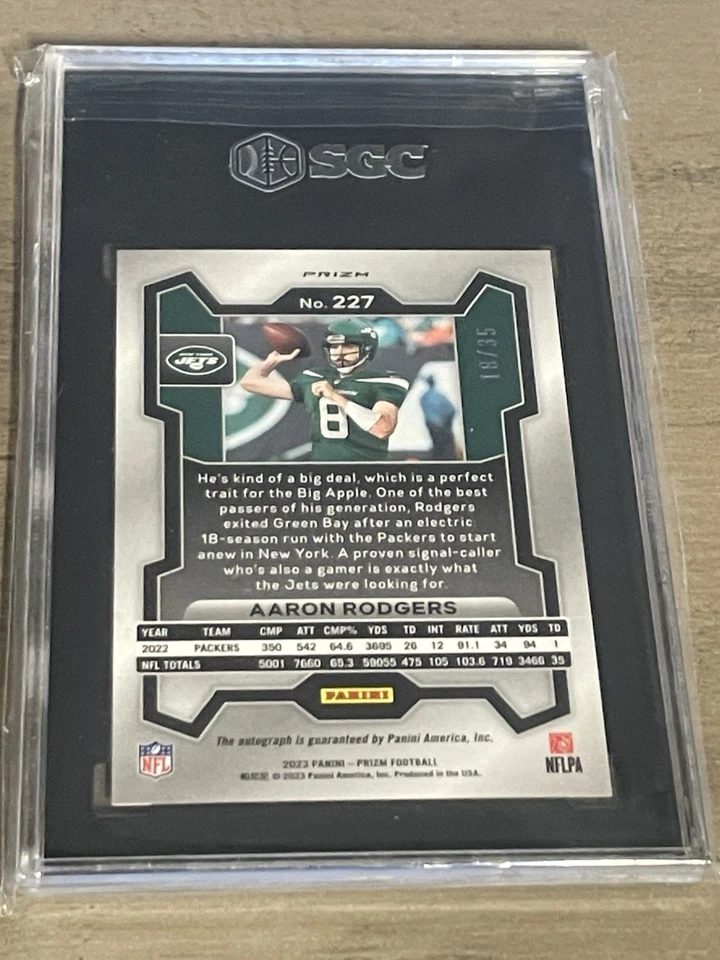 SGC
PRIZM
No. 227
NEW YORK
JETS
18/35
8
He's kind of a big deal, which is a perfect
trait for the Big Apple. One of the best
passers of his generation, Rodgers
exited Green Bay after an electric
18-season run with the Packers to start
anew in New York. A proven signal-caller
who's also a gamer is exactly what
the Jets were looking for.
AARON RODGERS
YEAR TEAM CMP ATT CMP% YDS TD INT RATE ATT YDS TD
2022 PACKERS 350 542 64.6 3695 26 12 91.1 34 94 1
NFL TOTALS 5001 7660 65.3 59055 475 105 103.6 719 3466 35
PANINI
The autograph is guaranteed by Panini America, Inc.
2023 PANINI – PRIZM FOOTBALL
© 2023 Panini America, Inc. Produced in the USA.
NFL
NFLPA